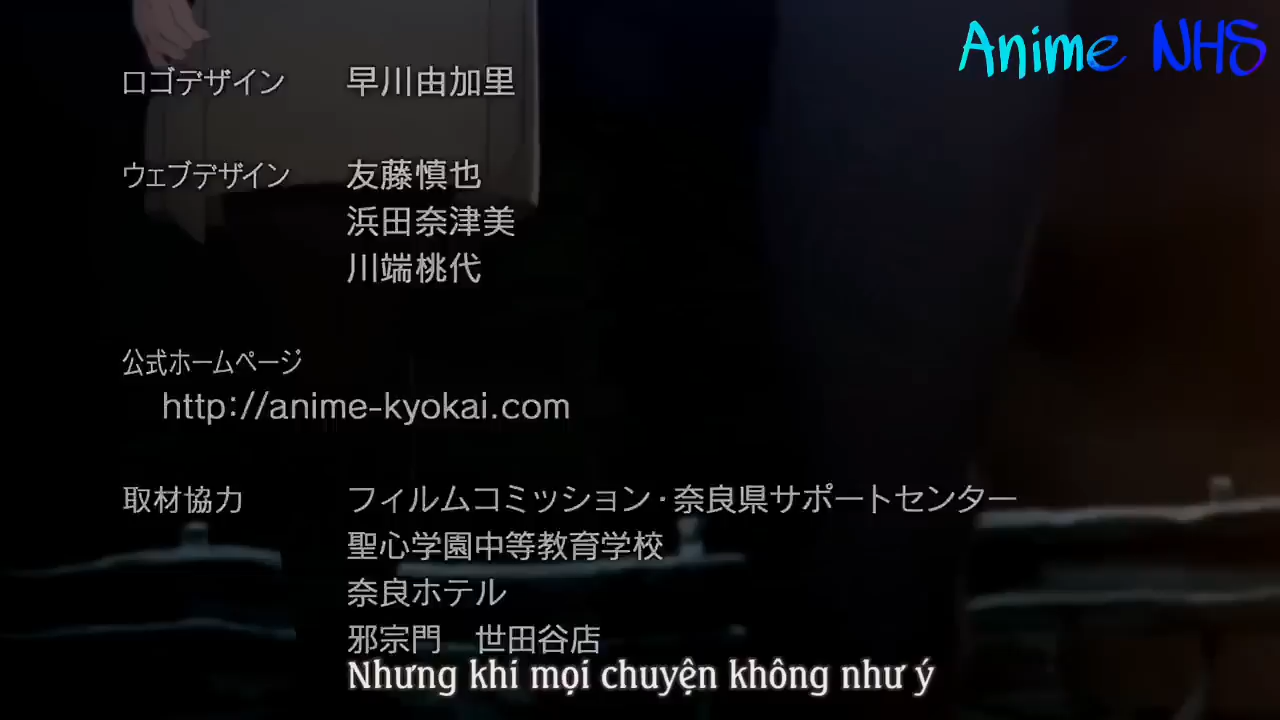 Anime NHS
ロゴデザイン 早川由加里
ウェブデザイン 友藤慎也
浜田奈津美
川端桃代
公式ホームページ
http://anime-kyokai.com
取材協力 フィルムコミッション・奈良県サポートセンター
聖心学園中等教育学校
奈良ホテル
邪宗門 世田谷店
Nhưng khi mọi chuyện không như ý